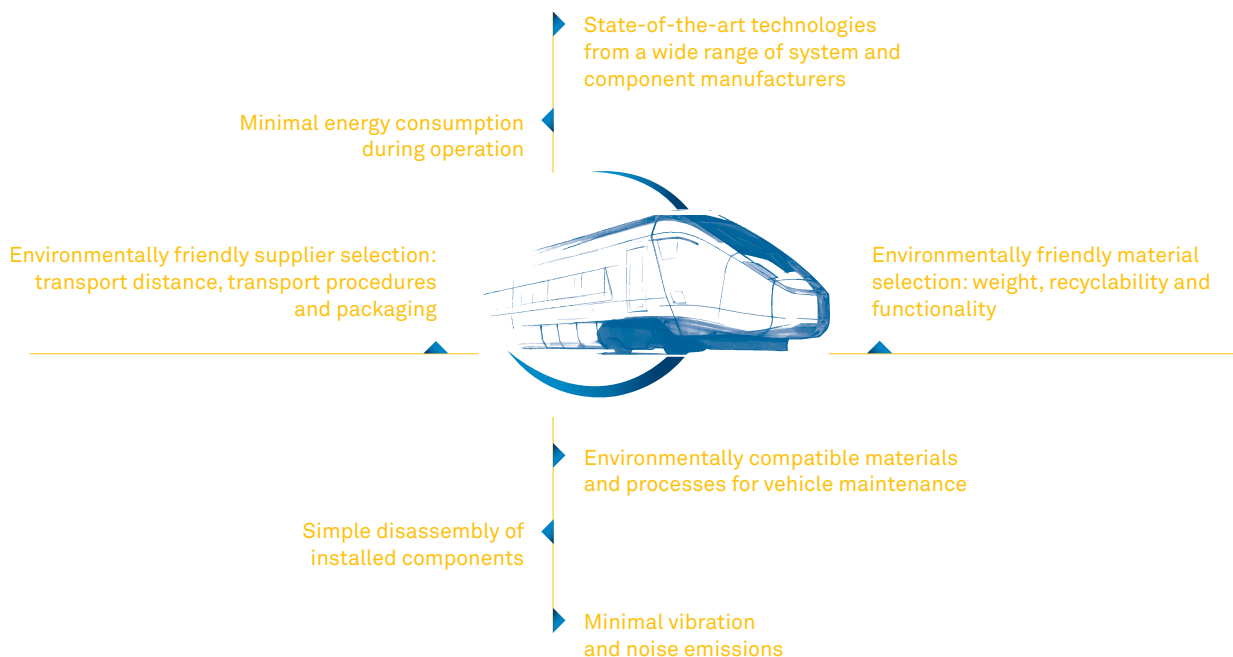 State-of-the-art technologies
from a wide range of system and
component manufacturers
Minimal energy consumption
during operation
Environmentally friendly supplier selection:
transport distance, transport procedures
and packaging
Environmentally friendly material
selection: weight, recyclability and
functionality
Environmentally compatible materials
and processes for vehicle maintenance
Simple disassembly of
installed components
Minimal vibration
and noise emissions